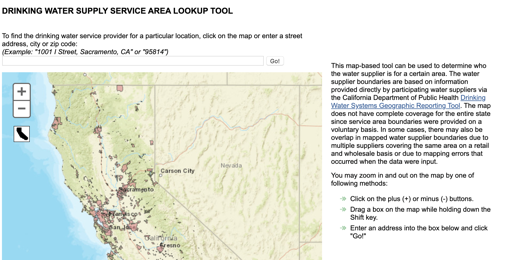 DRINKING WATER SUPPLY SERVICE AREA LOOKUP TOOL
To find the drinking water service provider for a particular location, click on the map or enter a street
address, city or zip code:
(Example: "1001 I Street, Sacramento, CA" or "95814")
Go!
This map-based tool can be used to determine who
the water supplier is for a certain area. The water
supplier boundaries are based on information
provided directly by participating water suppliers via
the California Department of Public Health Drinking
Water Systems Geographic Reporting Tool. The map
does not have complete coverage for the entire state
since service area boundaries were provided on a
voluntary basis. In some cases, there may also be
overlap in mapped water supplier boundaries due to
multiple suppliers covering the same area on a retail
and wholesale basis or due to mapping errors that
occurred when the data were input.
You may zoom in and out on the map by one of
following methods:
Click on the plus (+) or minus (-) buttons.
Drag a box on the map while holding down the
Shift key.
Enter an address into the box below and click
"Go!"
+
−
Nevada
Carson City
Sacramento
Francisco
San Jo
California
Fresno